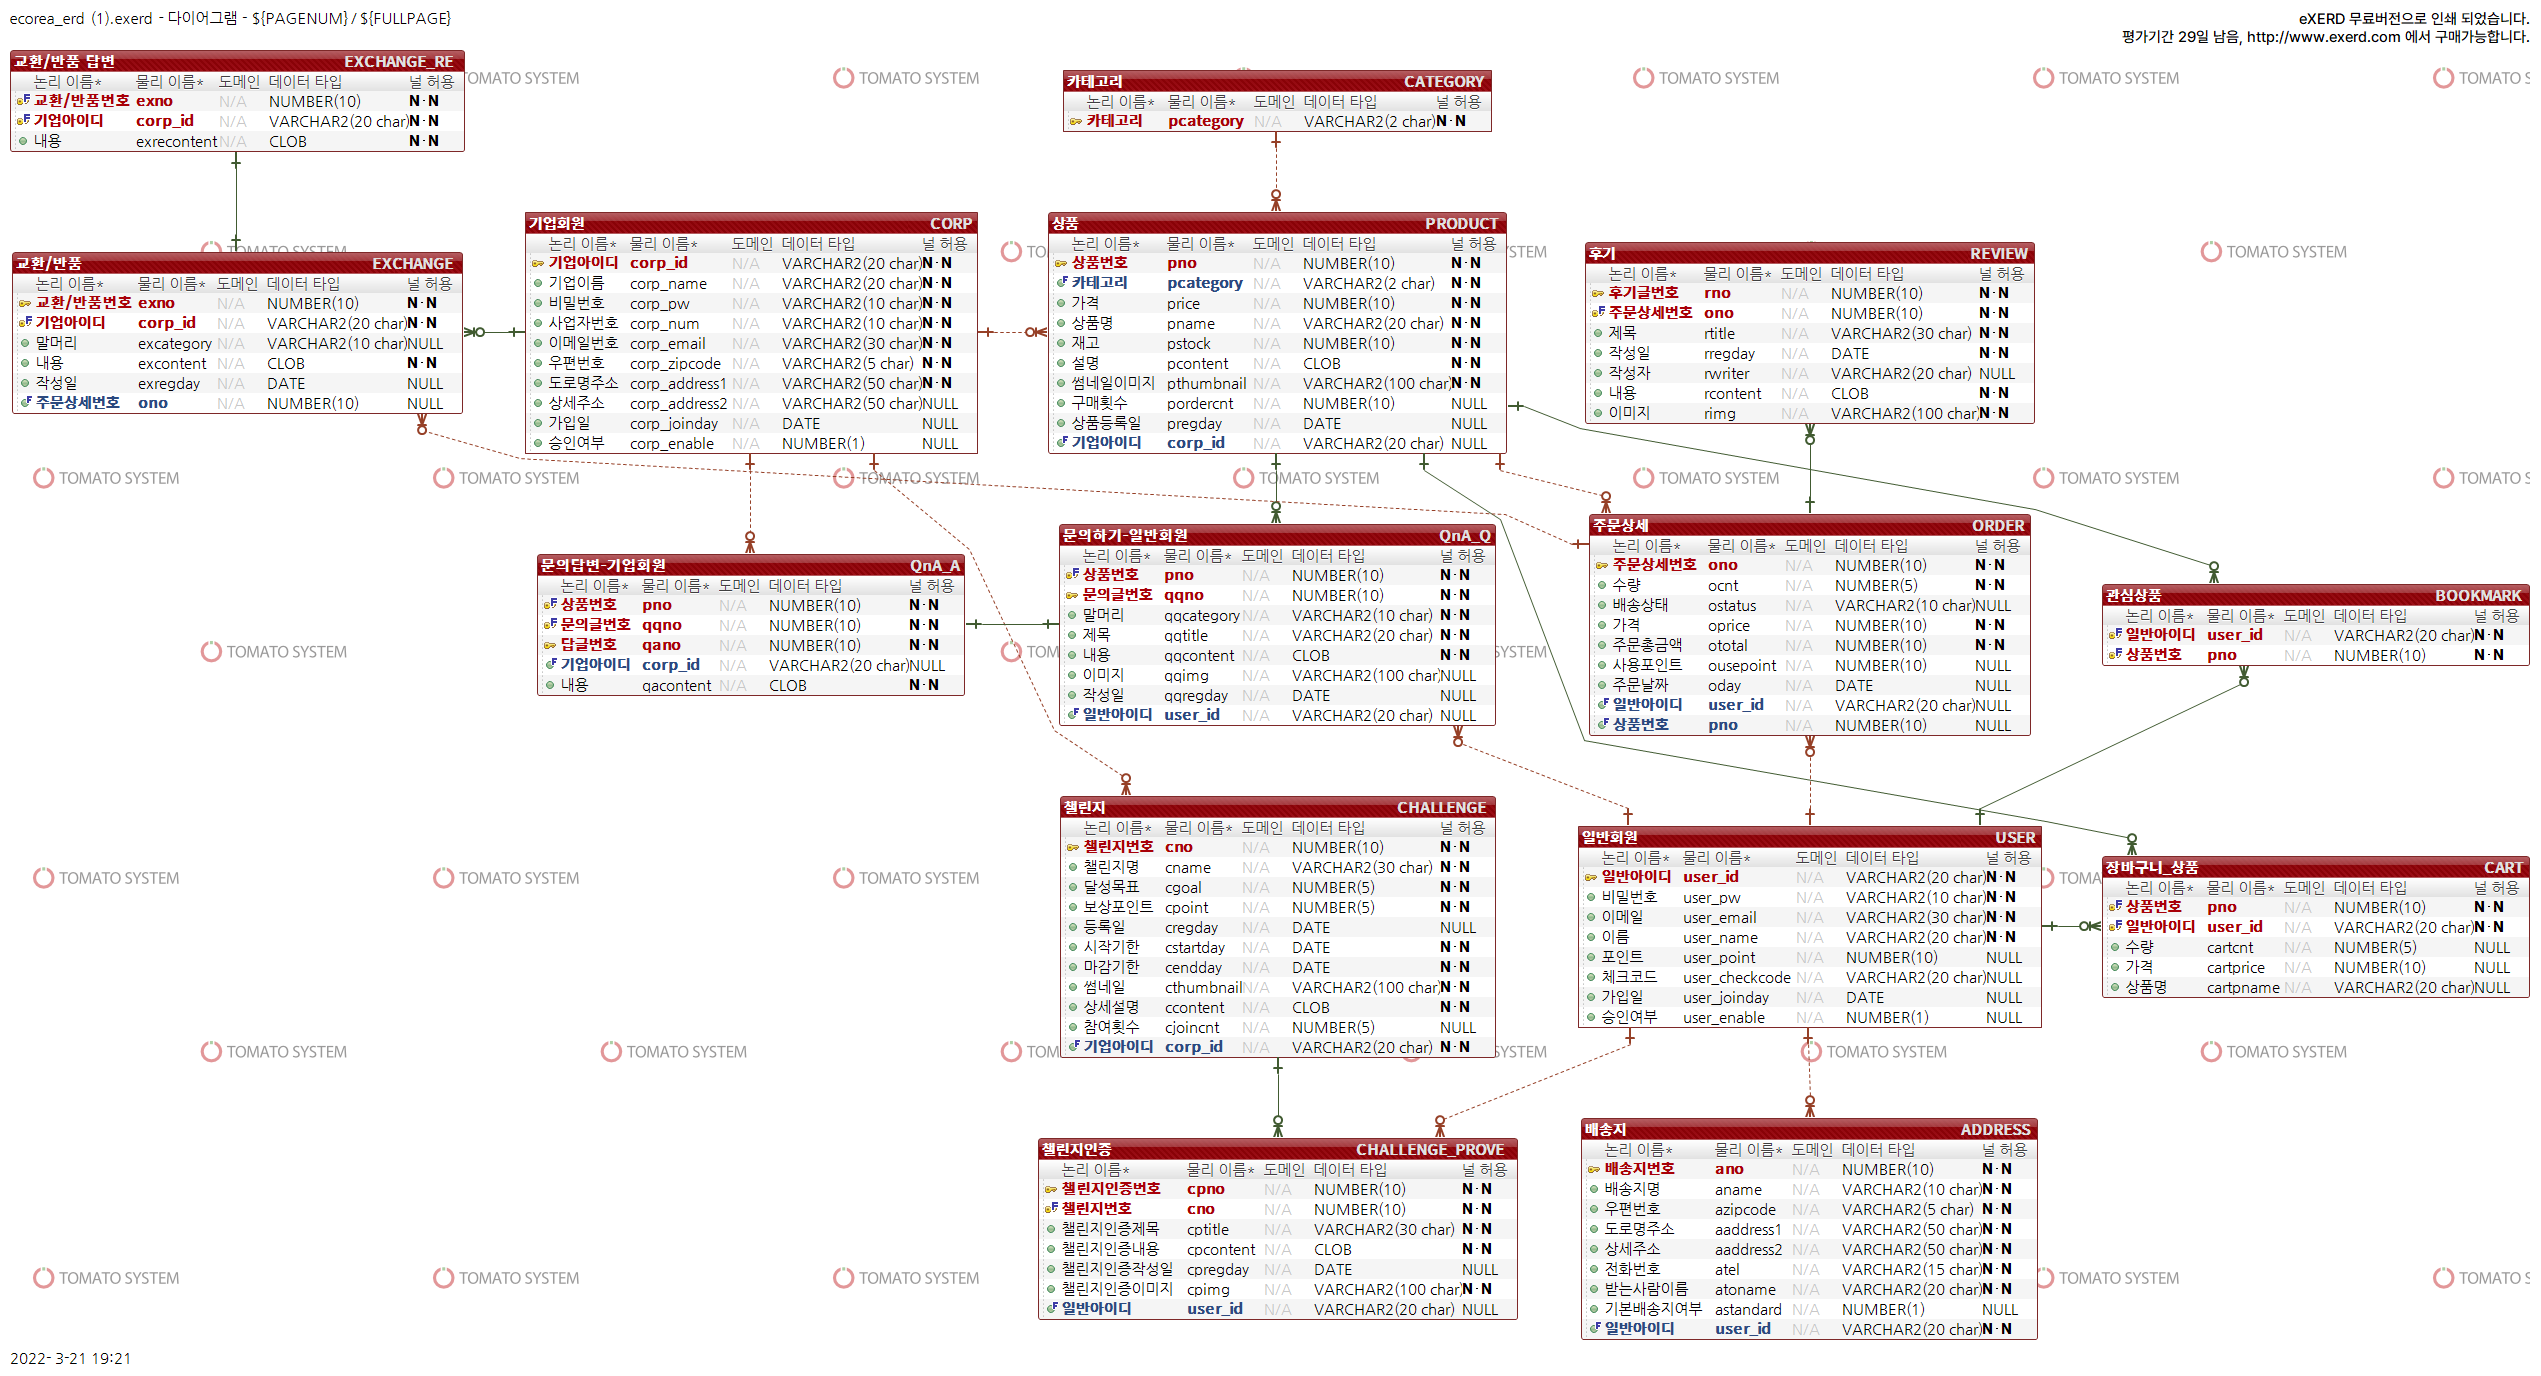 ecorea_erd (1).exerd - 다이어그램 - ${PAGENUM} / ${FULLPAGE}
eXERD 무료버전으로 인쇄 되었습니다.
평가기간 29일 남음, http://www.exerd.com 에서 구매가능합니다.
교환/반품 답변 EXCHANGE_RE
논리 이름* 물리 이름* 도메인 데이터 타입 널 허용
교환/반품번호 exno N/A NUMBER(10) N·N
기업아이디 corp_id N/A VARCHAR2(20 char) N·N
내용 exrecontent N/A CLOB N·N
카테고리 CATEGORY
논리 이름* 물리 이름* 도메인 데이터 타입 널 허용
카테고리 pcategory N/A VARCHAR2(2 char) N·N
교환/반품 EXCHANGE
논리 이름* 물리 이름* 도메인 데이터 타입 널 허용
교환/반품번호 exno N/A NUMBER(10) N·N
기업아이디 corp_id N/A VARCHAR2(20 char) N·N
말머리 excategory N/A VARCHAR2(10 char) NULL
내용 excontent N/A CLOB N·N
작성일 exregday N/A DATE NULL
주문상세번호 ono N/A NUMBER(10) NULL
기업회원 CORP
논리 이름* 물리 이름* 도메인 데이터 타입 널 허용
기업아이디 corp_id N/A VARCHAR2(20 char) N·N
기업이름 corp_name N/A VARCHAR2(20 char) N·N
비밀번호 corp_pw N/A VARCHAR2(10 char) N·N
사업자번호 corp_num N/A VARCHAR2(10 char) N·N
이메일번호 corp_email N/A VARCHAR2(30 char) N·N
우편번호 corp_zipcode N/A VARCHAR2(5 char) N·N
도로명주소 corp_address1 N/A VARCHAR2(50 char) N·N
상세주소 corp_address2 N/A VARCHAR2(50 char) NULL
가입일 corp_joinday N/A DATE NULL
승인여부 corp_enable N/A NUMBER(1) NULL
상품 PRODUCT
논리 이름* 물리 이름* 도메인 데이터 타입 널 허용
상품번호 pno N/A NUMBER(10) N·N
카테고리 pcategory N/A VARCHAR2(2 char) N·N
가격 price N/A NUMBER(10) N·N
상품명 pname N/A VARCHAR2(20 char) N·N
재고 pstock N/A NUMBER(10) N·N
설명 pcontent N/A CLOB N·N
썸네일이미지 pthumbnail N/A VARCHAR2(100 char) N·N
구매횟수 pordercnt N/A NUMBER(10) NULL
상품등록일 pregday N/A DATE NULL
기업아이디 corp_id N/A VARCHAR2(20 char) NULL
후기 REVIEW
논리 이름* 물리 이름* 도메인 데이터 타입 널 허용
후기글번호 rno N/A NUMBER(10) N·N
주문상세번호 ono N/A NUMBER(10) N·N
제목 rtitle N/A VARCHAR2(30 char) N·N
작성일 rregday N/A DATE N·N
작성자 rwriter N/A VARCHAR2(20 char) NULL
내용 rcontent N/A CLOB N·N
이미지 rimg N/A VARCHAR2(100 char) N·N
문의답변-기업회원 QnA_A
논리 이름* 물리 이름* 도메인 데이터 타입 널 허용
상품번호 pno N/A NUMBER(10) N·N
문의글번호 qqno N/A NUMBER(10) N·N
답글번호 qano N/A NUMBER(10) N·N
기업아이디 corp_id N/A VARCHAR2(20 char) NULL
내용 qacontent N/A CLOB N·N
문의하기-일반회원 QnA_Q
논리 이름* 물리 이름* 도메인 데이터 타입 널 허용
상품번호 pno N/A NUMBER(10) N·N
문의글번호 qqno N/A NUMBER(10) N·N
말머리 qqcategory N/A VARCHAR2(10 char) N·N
제목 qqtitle N/A VARCHAR2(20 char) N·N
내용 qqcontent N/A CLOB N·N
이미지 qqimg N/A VARCHAR2(100 char) NULL
작성일 qqregday N/A DATE NULL
일반아이디 user_id N/A VARCHAR2(20 char) NULL
주문상세 ORDER
논리 이름* 물리 이름* 도메인 데이터 타입 널 허용
주문상세번호 ono N/A NUMBER(10) N·N
수량 ocnt N/A NUMBER(5) N·N
배송상태 ostatus N/A VARCHAR2(10 char) NULL
가격 oprice N/A NUMBER(10) N·N
주문총금액 ototal N/A NUMBER(10) N·N
사용포인트 ousepoint N/A NUMBER(10) NULL
주문날짜 oday N/A DATE NULL
일반아이디 user_id N/A VARCHAR2(20 char) NULL
상품번호 pno N/A NUMBER(10) NULL
관심상품 BOOKMARK
논리 이름* 물리 이름* 도메인 데이터 타입 널 허용
일반아이디 user_id N/A VARCHAR2(20 char) N·N
상품번호 pno N/A NUMBER(10) N·N
챌린지 CHALLENGE
논리 이름* 물리 이름* 도메인 데이터 타입 널 허용
챌린지번호 cno N/A NUMBER(10) N·N
챌린지명 cname N/A VARCHAR2(30 char) N·N
달성목표 cgoal N/A NUMBER(5) N·N
보상포인트 cpoint N/A NUMBER(5) N·N
등록일 cregday N/A DATE NULL
시작기한 cstartday N/A DATE N·N
마감기한 cendday N/A DATE N·N
썸네일 cthumbnail N/A VARCHAR2(100 char) N·N
상세설명 ccontent N/A CLOB N·N
참여횟수 cjoincnt N/A NUMBER(5) NULL
기업아이디 corp_id N/A VARCHAR2(20 char) N·N
일반회원 USER
논리 이름* 물리 이름* 도메인 데이터 타입 널 허용
일반아이디 user_id N/A VARCHAR2(20 char) N·N
비밀번호 user_pw N/A VARCHAR2(10 char) N·N
이메일 user_email N/A VARCHAR2(30 char) N·N
이름 user_name N/A VARCHAR2(20 char) N·N
포인트 user_point N/A NUMBER(10) NULL
체크코드 user_checkcode N/A VARCHAR2(20 char) NULL
가입일 user_joinday N/A DATE NULL
승인여부 user_enable N/A NUMBER(1) NULL
장바구니_상품 CART
논리 이름* 물리 이름* 도메인 데이터 타입 널 허용
상품번호 pno N/A NUMBER(10) N·N
일반아이디 user_id N/A VARCHAR2(20 char) N·N
수량 cartcnt N/A NUMBER(5) NULL
가격 cartprice N/A NUMBER(10) NULL
상품명 cartpname N/A VARCHAR2(20 char) NULL
챌린지인증 CHALLENGE_PROVE
논리 이름* 물리 이름* 도메인 데이터 타입 널 허용
챌린지인증번호 cpno N/A NUMBER(10) N·N
챌린지번호 cno N/A NUMBER(10) N·N
챌린지인증제목 cptitle N/A VARCHAR2(30 char) N·N
챌린지인증내용 cpcontent N/A CLOB N·N
챌린지인증작성일 cpregday N/A DATE NULL
챌린지인증이미지 cpimg N/A VARCHAR2(100 char) N·N
일반아이디 user_id N/A VARCHAR2(20 char) NULL
배송지 ADDRESS
논리 이름* 물리 이름* 도메인 데이터 타입 널 허용
배송지번호 ano N/A NUMBER(10) N·N
배송지명 aname N/A VARCHAR2(10 char) N·N
우편번호 azipcode N/A VARCHAR2(5 char) N·N
도로명주소 aaddress1 N/A VARCHAR2(50 char) N·N
상세주소 aaddress2 N/A VARCHAR2(50 char) N·N
전화번호 atel N/A VARCHAR2(15 char) N·N
받는사람이름 atoname N/A VARCHAR2(20 char) N·N
기본배송지여부 astandard N/A NUMBER(1) NULL
일반아이디 user_id N/A VARCHAR2(20 char) N·N
TOMATO SYSTEM
2022- 3-21 19:21